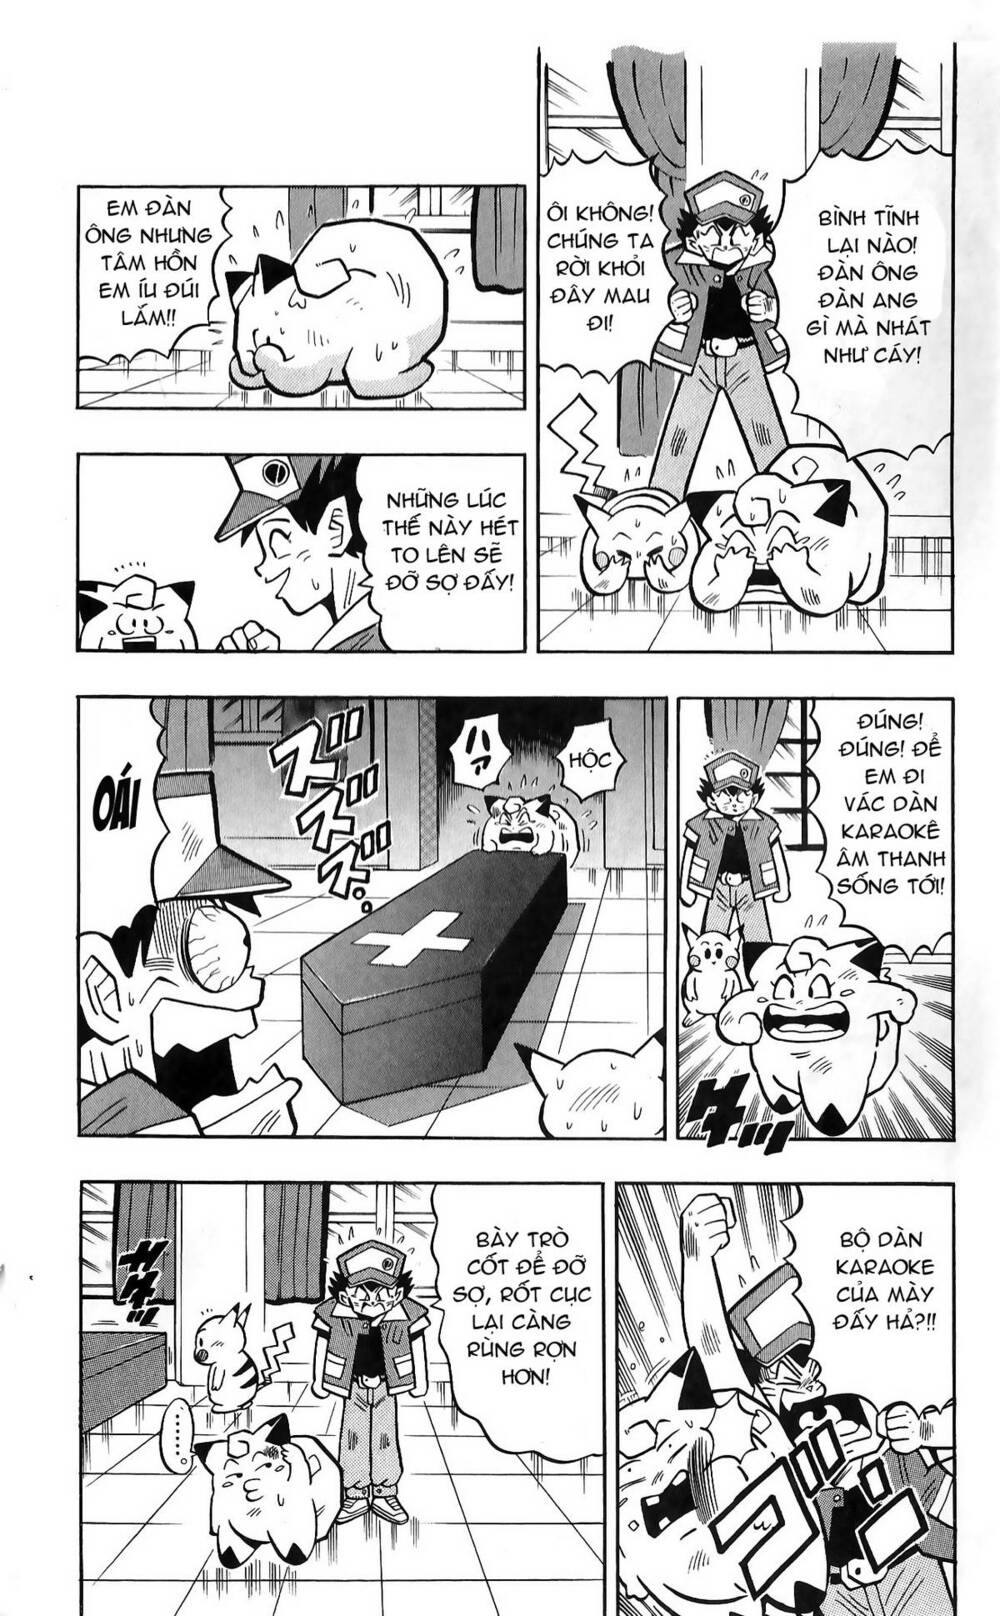 BÌNH TĨNH
LẠI NÀO!
ĐÀN ÔNG
ĐÀN ANG
GÌ MÀ NHÁT
NHƯ CÁY!
ÔI KHÔNG!
CHÚNG TA
RỜI KHỎI
ĐÂY MAU
ĐI!
EM ĐÀN
ÔNG NHƯNG
TÂM HỒN
EM ÍU ĐÚI
LẮM!!
NHỮNG LÚC
THẾ NÀY HÉT
TO LÊN SẼ
ĐỠ SỢ ĐẤY!
ĐÚNG!
ĐÚNG! ĐỂ
EM ĐI
VÁC DÀN
KARAOKÊ
ÂM THANH
SỐNG TỚI!
HỘC
ズズズ
OÁI
BỘ DÀN
KARAOKE
CỦA MÀY
ĐẤY HẢ?!!
BÀY TRÒ
CỐT ĐỂ ĐỠ
SỢ, RỐT CỤC
LẠI CÀNG
RÙNG RỢN
HƠN!